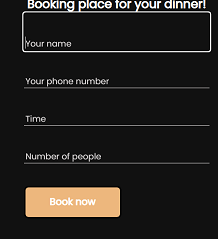 Booking place for your dinner!
Your name
Your phone number
Time
Number of people
Book now